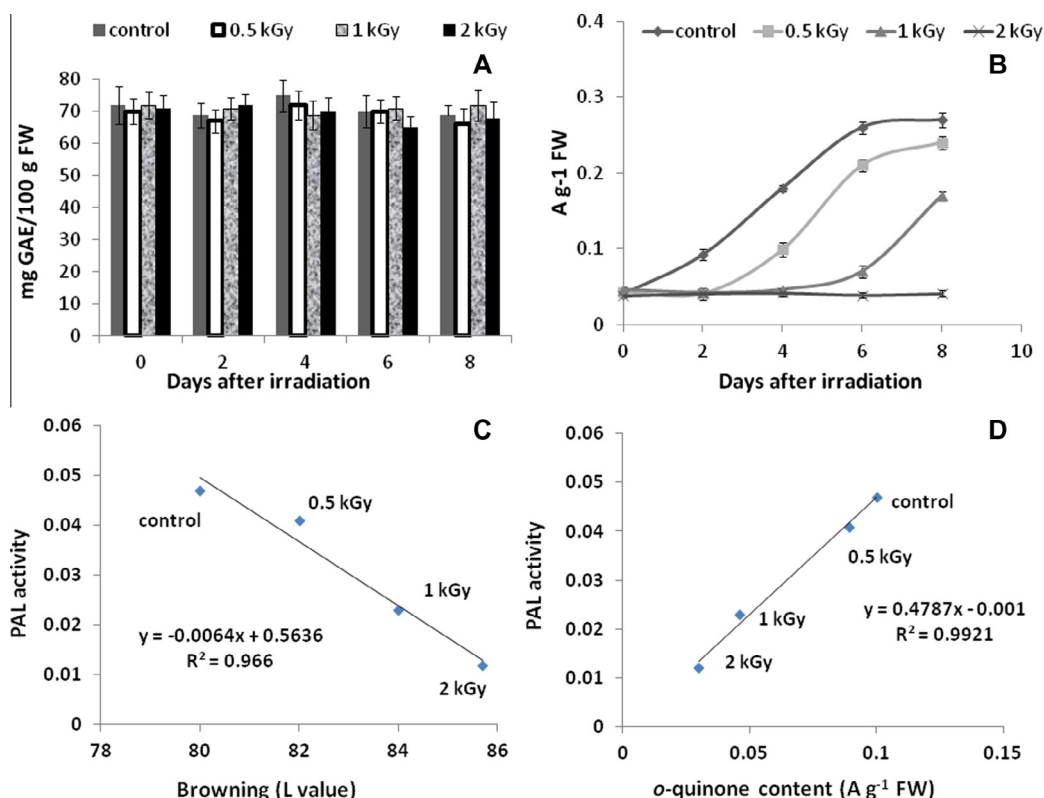 control 0.5 kGy 1 kGy 2 kGy
A
mg GAE/100 g FW
80
70
60
50
40
30
20
10
0
0 2 4 6 8
Days after irradiation
control 0.5 kGy 1 kGy 2 kGy
B
A g-1 FW
0.4
0.3
0.2
0.1
0
0 2 4 6 8 10
Days after irradiation
C
PAL activity
0.06
0.05
0.04
0.03
0.02
0.01
0
control
0.5 kGy
1 kGy
2 kGy
y = -0.0064x + 0.5636
R² = 0.966
78 80 82 84 86
Browning (L value)
D
PAL activity
0.06
0.05
0.04
0.03
0.02
0.01
0
control
0.5 kGy
1 kGy
2 kGy
y = 0.4787x - 0.001
R² = 0.9921
0 0.05 0.1 0.15
o-quinone content (A g⁻¹ FW)